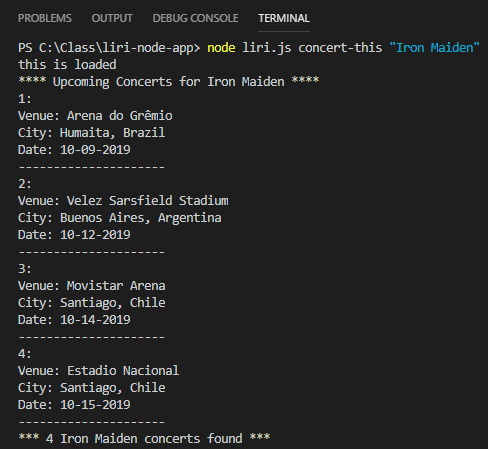 PROBLEMS OUTPUT DEBUG CONSOLE TERMINAL
PS C:\Class\liri-node-app> node liri.js concert-this "Iron Maiden"
this is loaded
**** Upcoming Concerts for Iron Maiden ****
1:
Venue: Arena do Grêmio
City: Humaita, Brazil
Date: 10-09-2019
---------------------
2:
Venue: Velez Sarsfield Stadium
City: Buenos Aires, Argentina
Date: 10-12-2019
---------------------
3:
Venue: Movistar Arena
City: Santiago, Chile
Date: 10-14-2019
---------------------
4:
Venue: Estadio Nacional
City: Santiago, Chile
Date: 10-15-2019
---------------------
*** 4 Iron Maiden concerts found ***